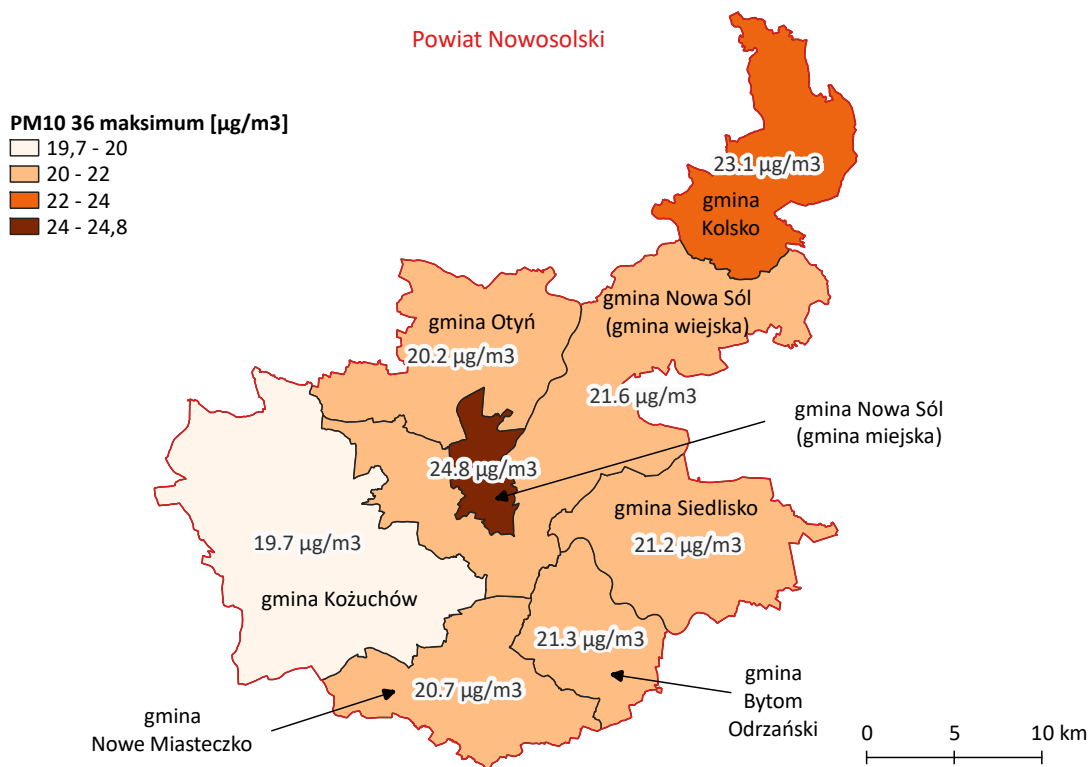 Powiat Nowosolski
PM10 36 maksimum [µg/m3]
19,7 - 20
20 - 22
22 - 24
24 - 24,8
23.1 µg/m3
gmina
Kolsko
gmina Nowa Sól
(gmina wiejska)
gmina Otyń
20.2 µg/m3
21.6 µg/m3
gmina Nowa Sól
(gmina miejska)
24.8 µg/m3
gmina Siedlisko
21.2 µg/m3
19.7 µg/m3
gmina Kożuchów
21.3 µg/m3
20.7 µg/m3
gmina
Bytom
Odrzański
gmina
Nowe Miasteczko
0 5 10 km